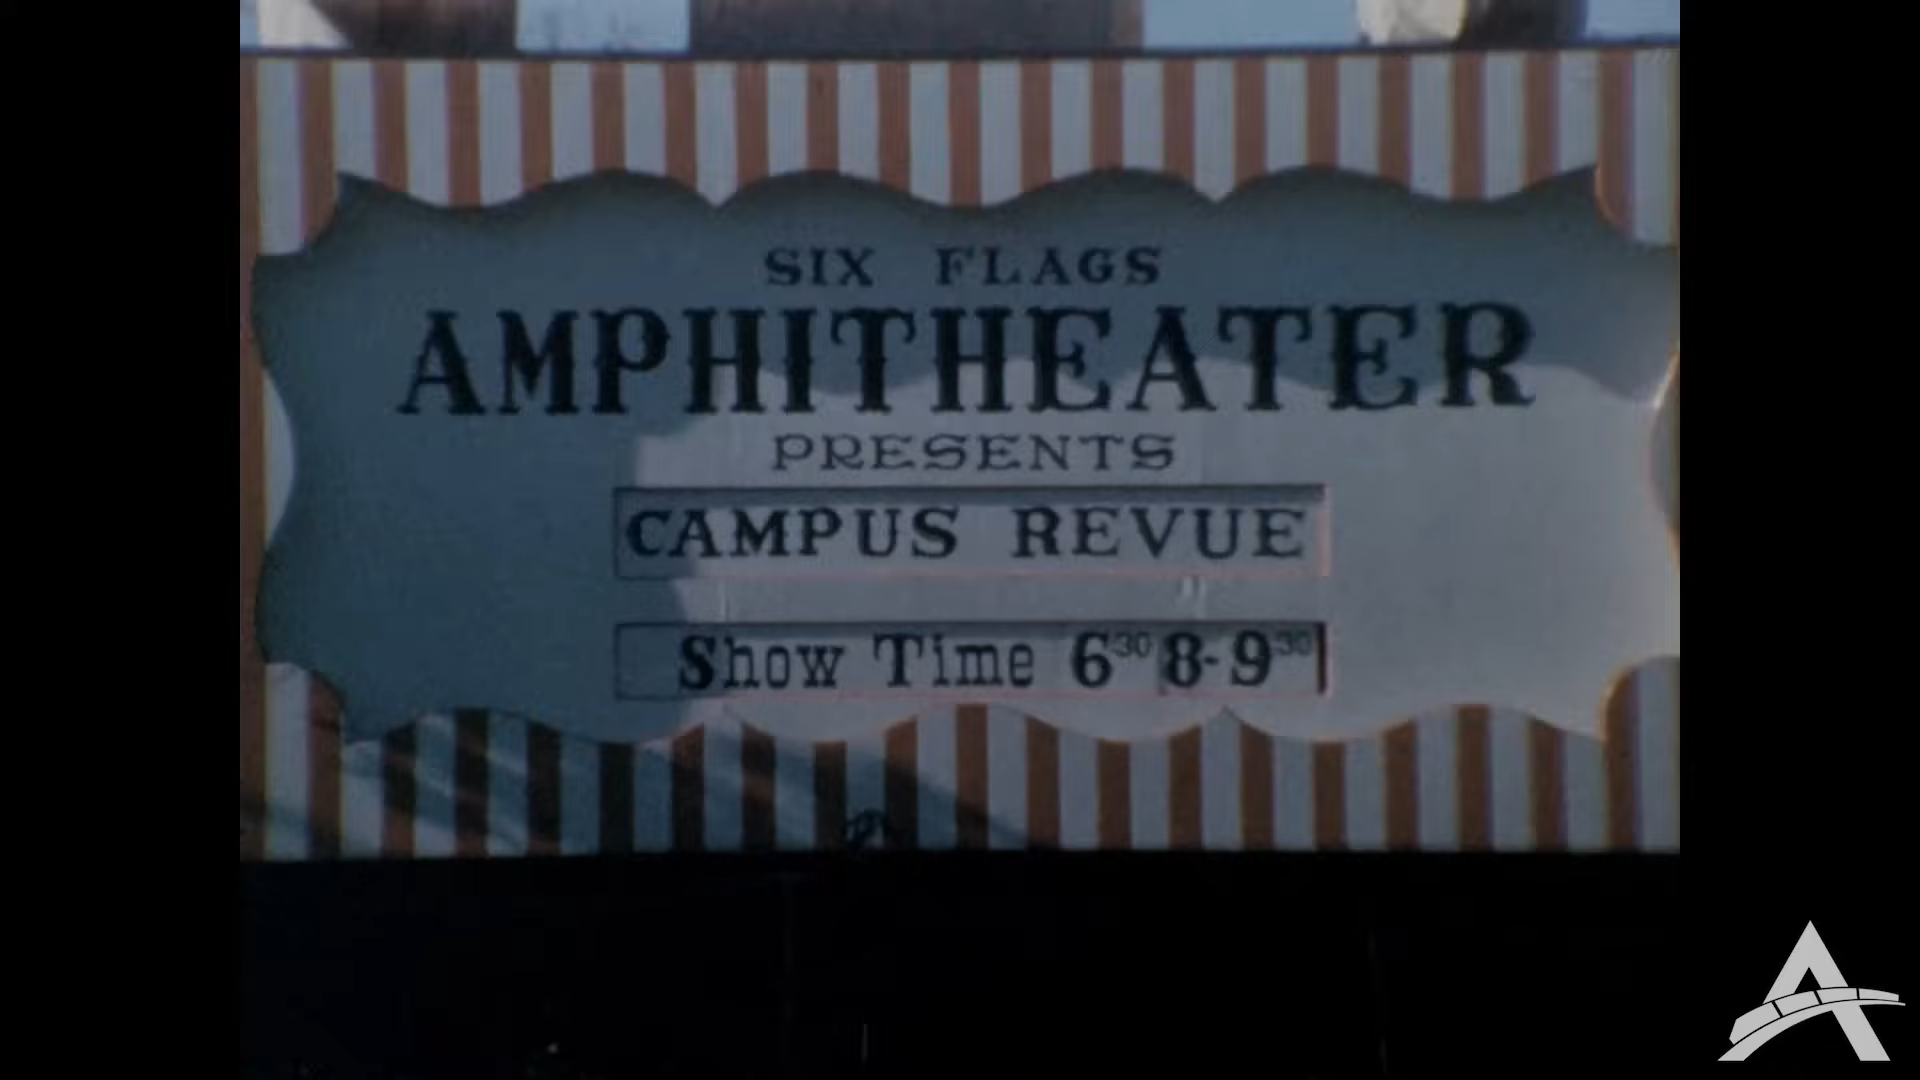 SIX FLAGS
AMPHITHEATER
PRESENTS
CAMPUS REVUE
Show Time 6³⁰ 8-9³⁰